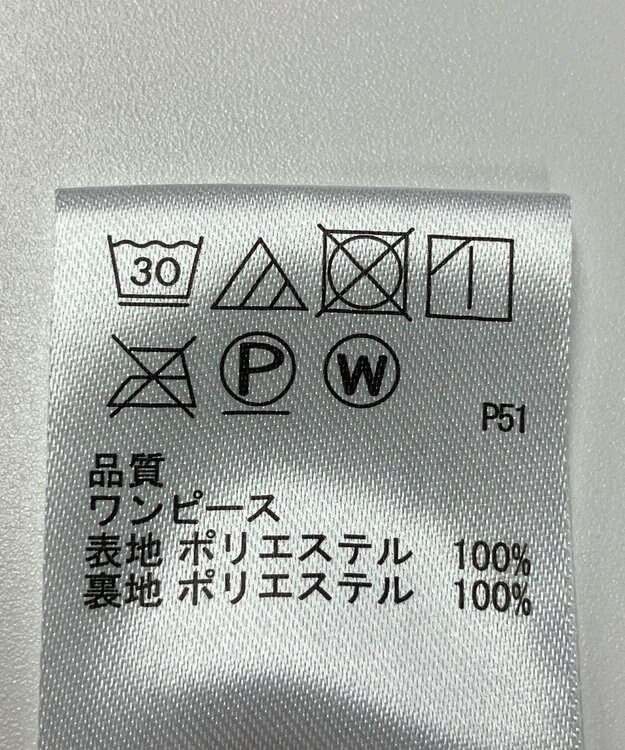 30
P W
P51
品質
ワンピース
表地 ポリエステル 100%
裏地 ポリエステル 100%